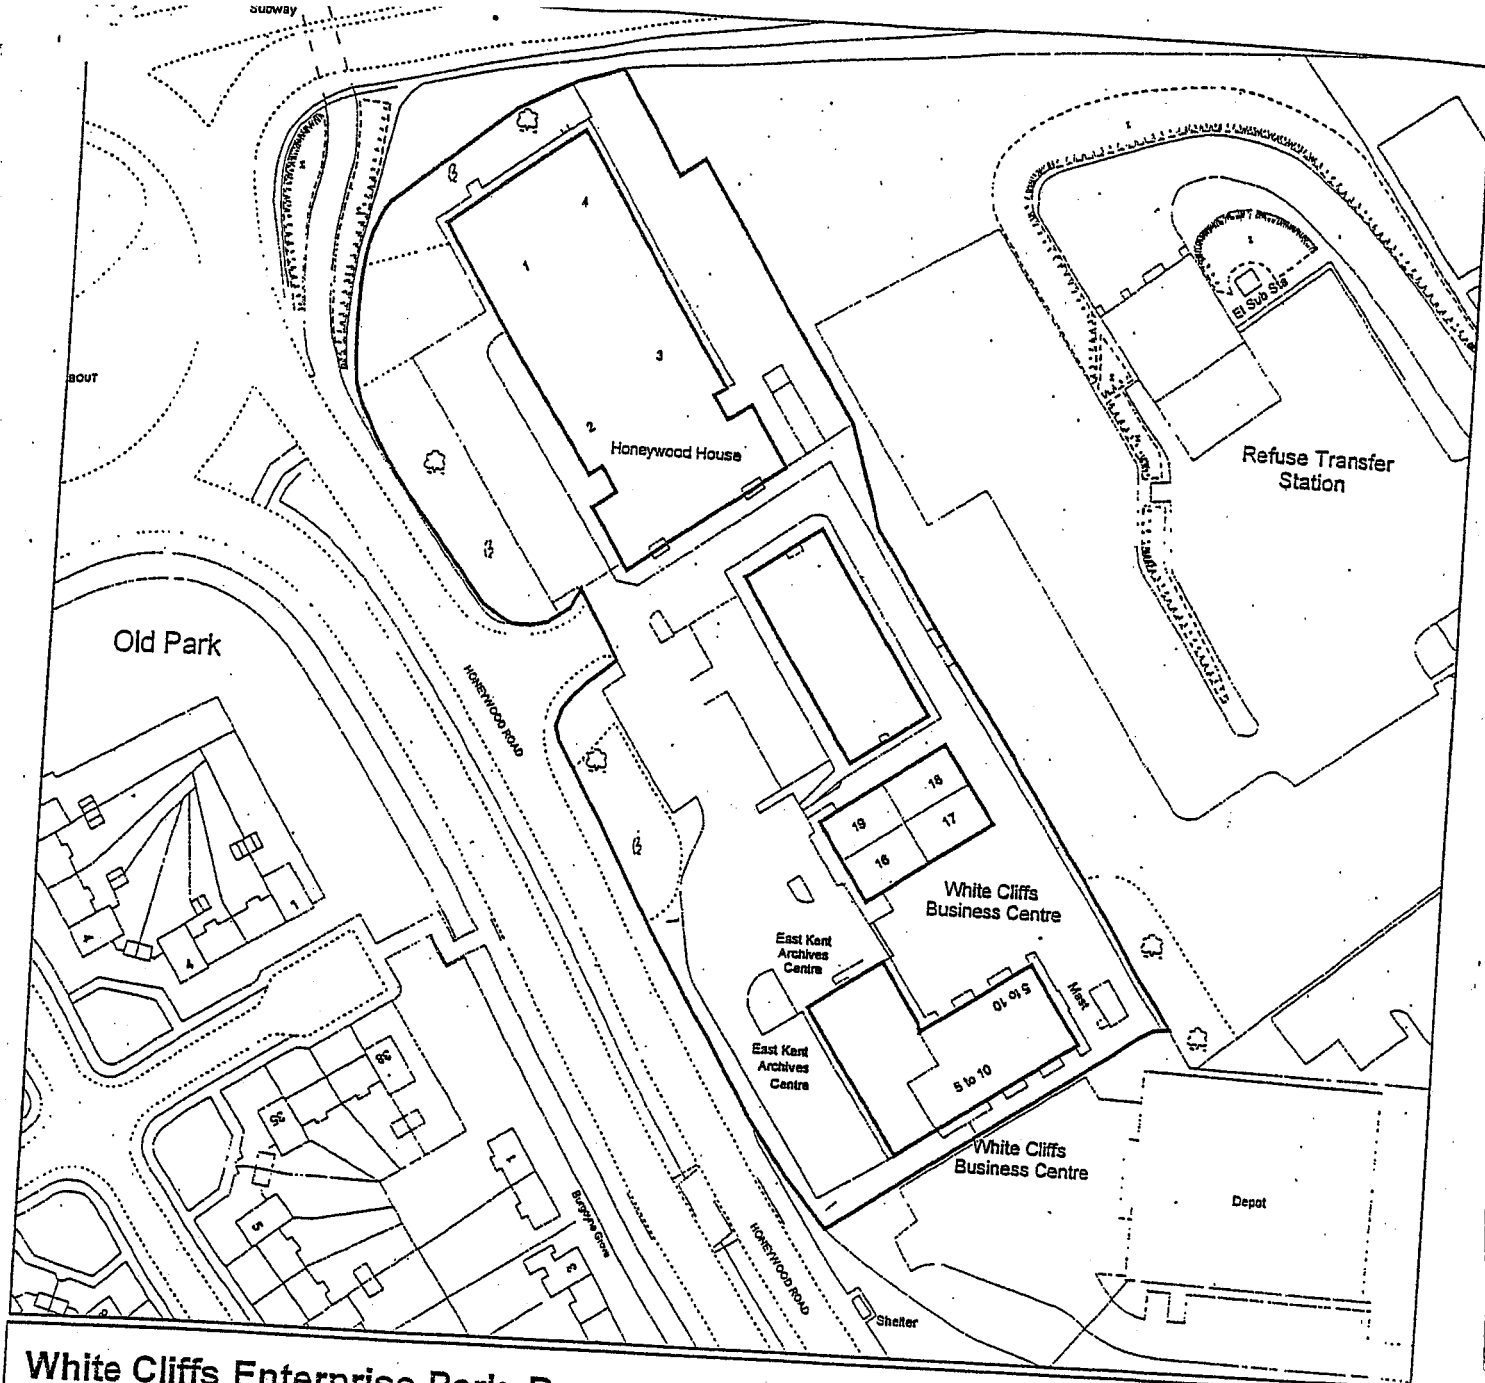 Subway
4
1
3
2
Honeywood House
BOUT
El Sub Sta
Refuse Transfer
Station
Old Park
HONEYWOOD ROAD
18
19
17
16
White Cliffs
Business Centre
East Kent
Archives
Centre
5 to 10
Mast
East Kent
Archives
Centre
5 to 10
White Cliffs
Business Centre
Depot
4
4
1
38
35
1
5
3
Burgoyne Grove
HONEYWOOD ROAD
Shelter
White Cliffs Enterprise Park